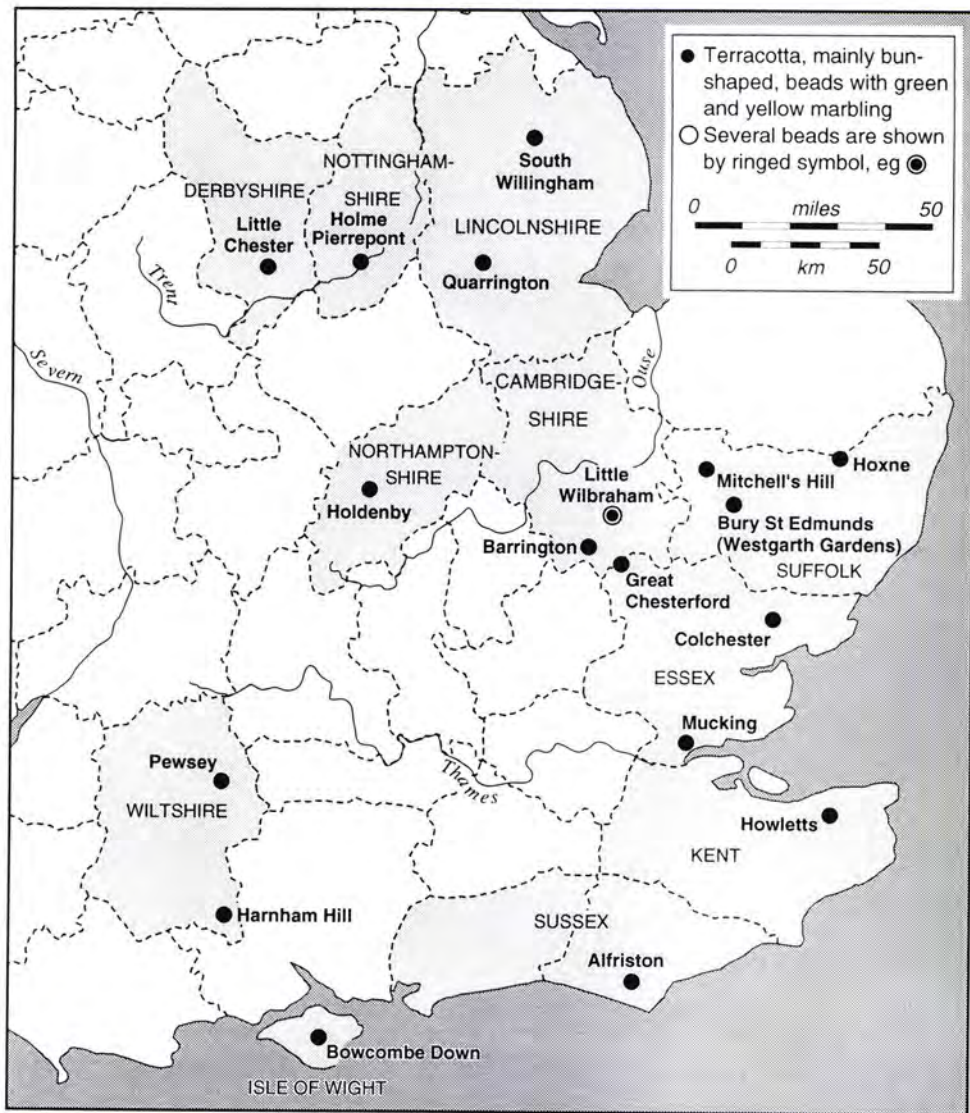 Terracotta, mainly bun-
shaped, beads with green
and yellow marbling
Several beads are shown
by ringed symbol, eg
0 miles 50
0 km 50
NOTTINGHAM-
SHIRE
DERBYSHIRE
South
Willingham
Little
Chester
Holme
Pierrepont
LINCOLNSHIRE
Quarrington
Trent
Severn
Ouse
CAMBRIDGE-
SHIRE
NORTHAMPTON-
SHIRE
Holdenby
Little
Wilbraham
Hoxne
Mitchell's Hill
Bury St Edmunds
(Westgarth Gardens)
SUFFOLK
Barrington
Great
Chesterford
Colchester
ESSEX
Mucking
Pewsey
WILTSHIRE
Thames
Howletts
KENT
Harnham Hill
SUSSEX
Alfriston
Bowcombe Down
ISLE OF WIGHT